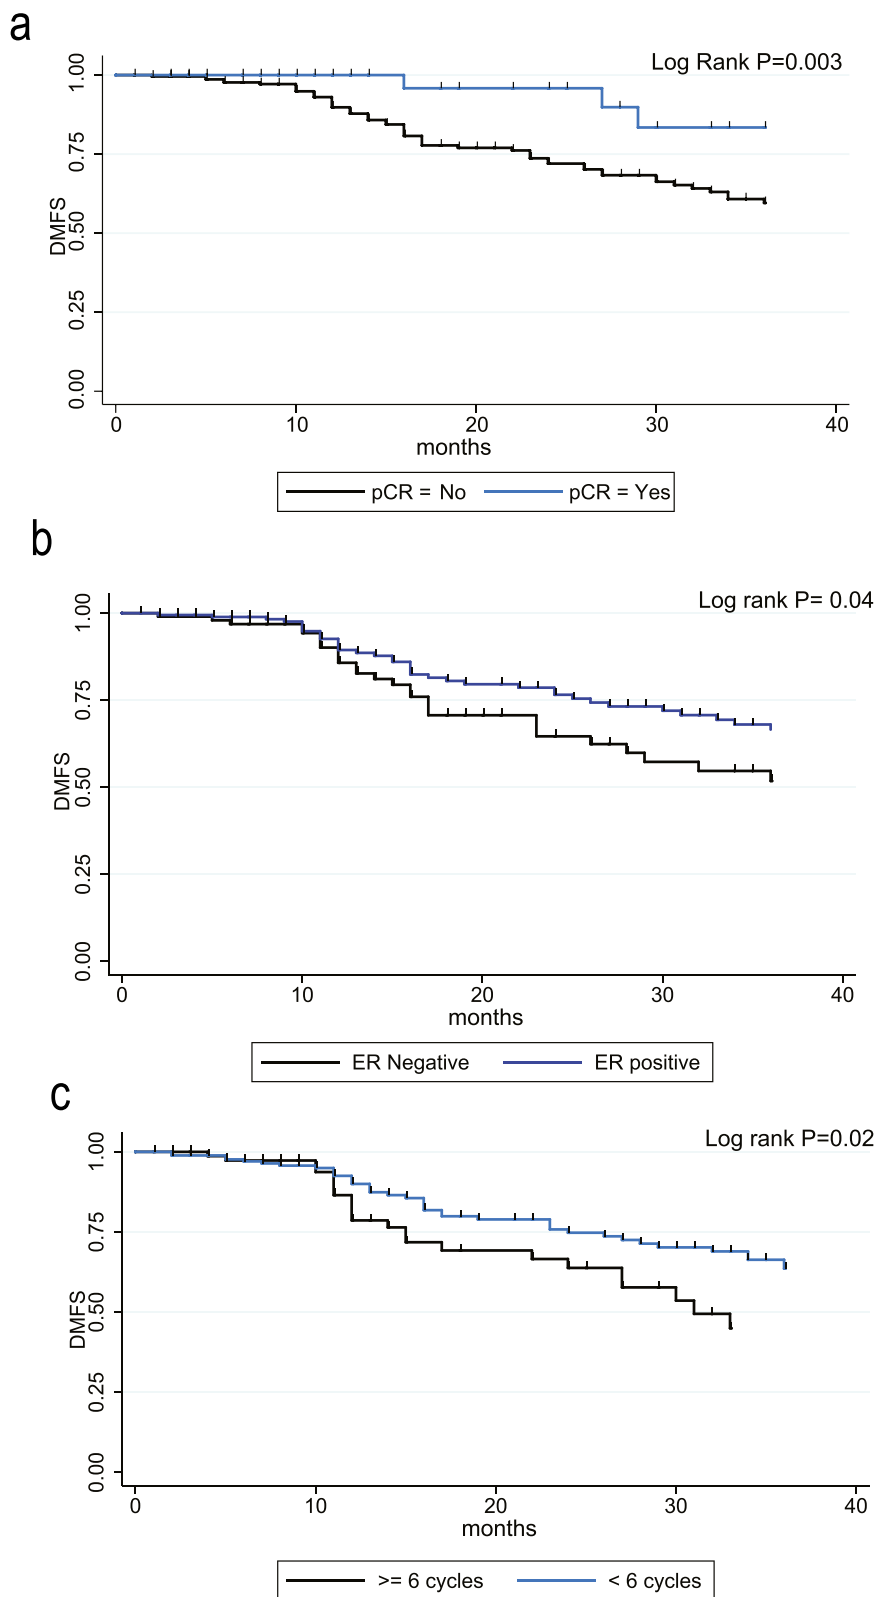 a
Log Rank P=0.003
1.00
0.75
0.50
0.25
0.00
DMFS
0 10 20 30 40
months
pCR = No pCR = Yes
b
Log rank P= 0.04
1.00
0.75
0.50
0.25
0.00
DMFS
0 10 20 30 40
months
ER Negative ER positive
c
Log rank P=0.02
1.00
0.75
0.50
0.25
0.00
DMFS
0 10 20 30 40
months
>= 6 cycles < 6 cycles